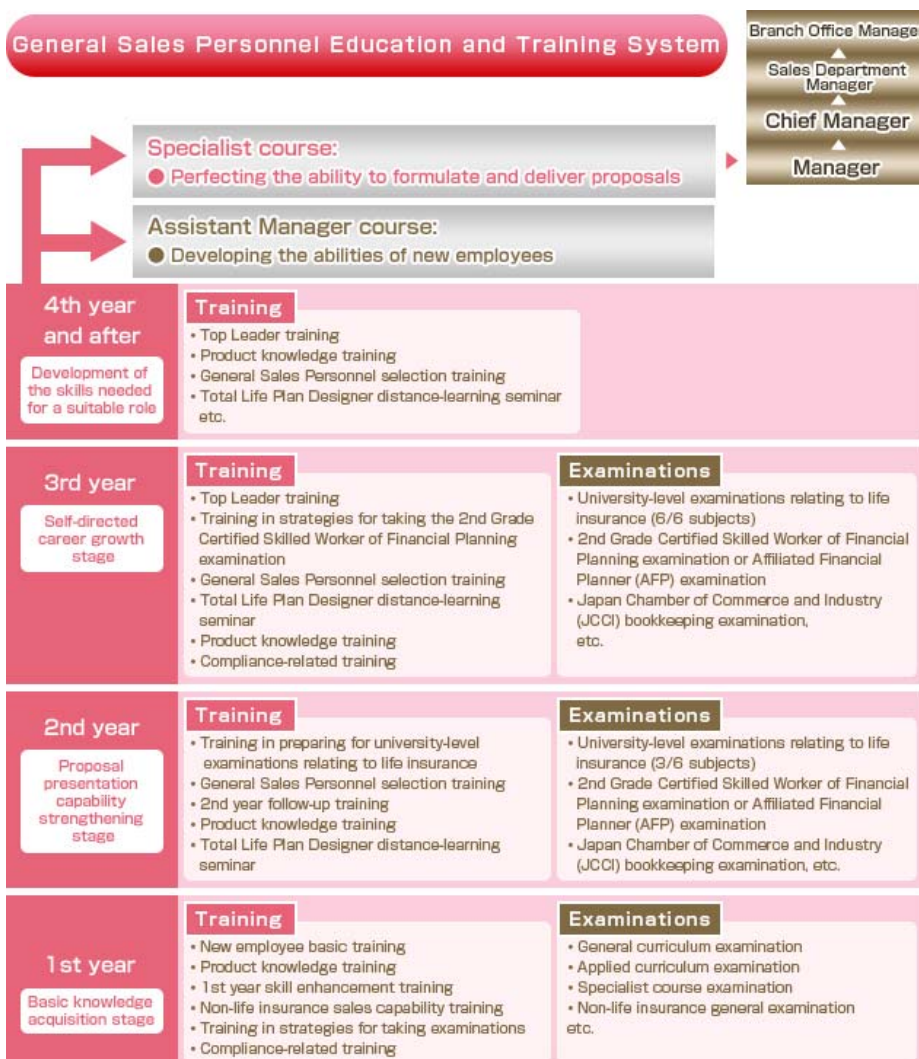 General Sales Personnel Education and Training System
Branch Office Manage
Sales Department
Manager
Chief Manager
Manager
Specialist course:
● Perfecting the ability to formulate and deliver proposals
Assistant Manager course:
● Developing the abilities of new employees
4th year
and after
Development of
the skills needed
for a suitable role
Training
• Top Leader training
• Product knowledge training
• General Sales Personnel selection training
• Total Life Plan Designer distance-learning seminar
etc.
3rd year
Self-directed
career growth
stage
Training
• Top Leader training
• Training in strategies for taking the 2nd Grade
Certified Skilled Worker of Financial Planning
examination
• General Sales Personnel selection training
• Total Life Plan Designer distance-learning
seminar
• Product knowledge training
• Compliance-related training
Examinations
• University-level examinations relating to life
insurance (6/6 subjects)
• 2nd Grade Certified Skilled Worker of Financial
Planning examination or Affiliated Financial
Planner (AFP) examination
• Japan Chamber of Commerce and Industry
(JCCI) bookkeeping examination,
etc.
2nd year
Proposal
presentation
capability
strengthening
stage
Training
• Training in preparing for university-level
examinations relating to life insurance
• General Sales Personnel selection training
• 2nd year follow-up training
• Product knowledge training
• Total Life Plan Designer distance-learning
seminar
Examinations
• University-level examinations relating to life
insurance (3/6 subjects)
• 2nd Grade Certified Skilled Worker of Financial
Planning examination or Affiliated Financial
Planner (AFP) examination
• Japan Chamber of Commerce and Industry
(JCCI) bookkeeping examination, etc.
1st year
Basic knowledge
acquisition stage
Training
• New employee basic training
• Product knowledge training
• 1st year skill enhancement training
• Non-life insurance sales capability training
• Training in strategies for taking examinations
• Compliance-related training
Examinations
• General curriculum examination
• Applied curriculum examination
• Specialist course examination
• Non-life insurance general examination
etc.